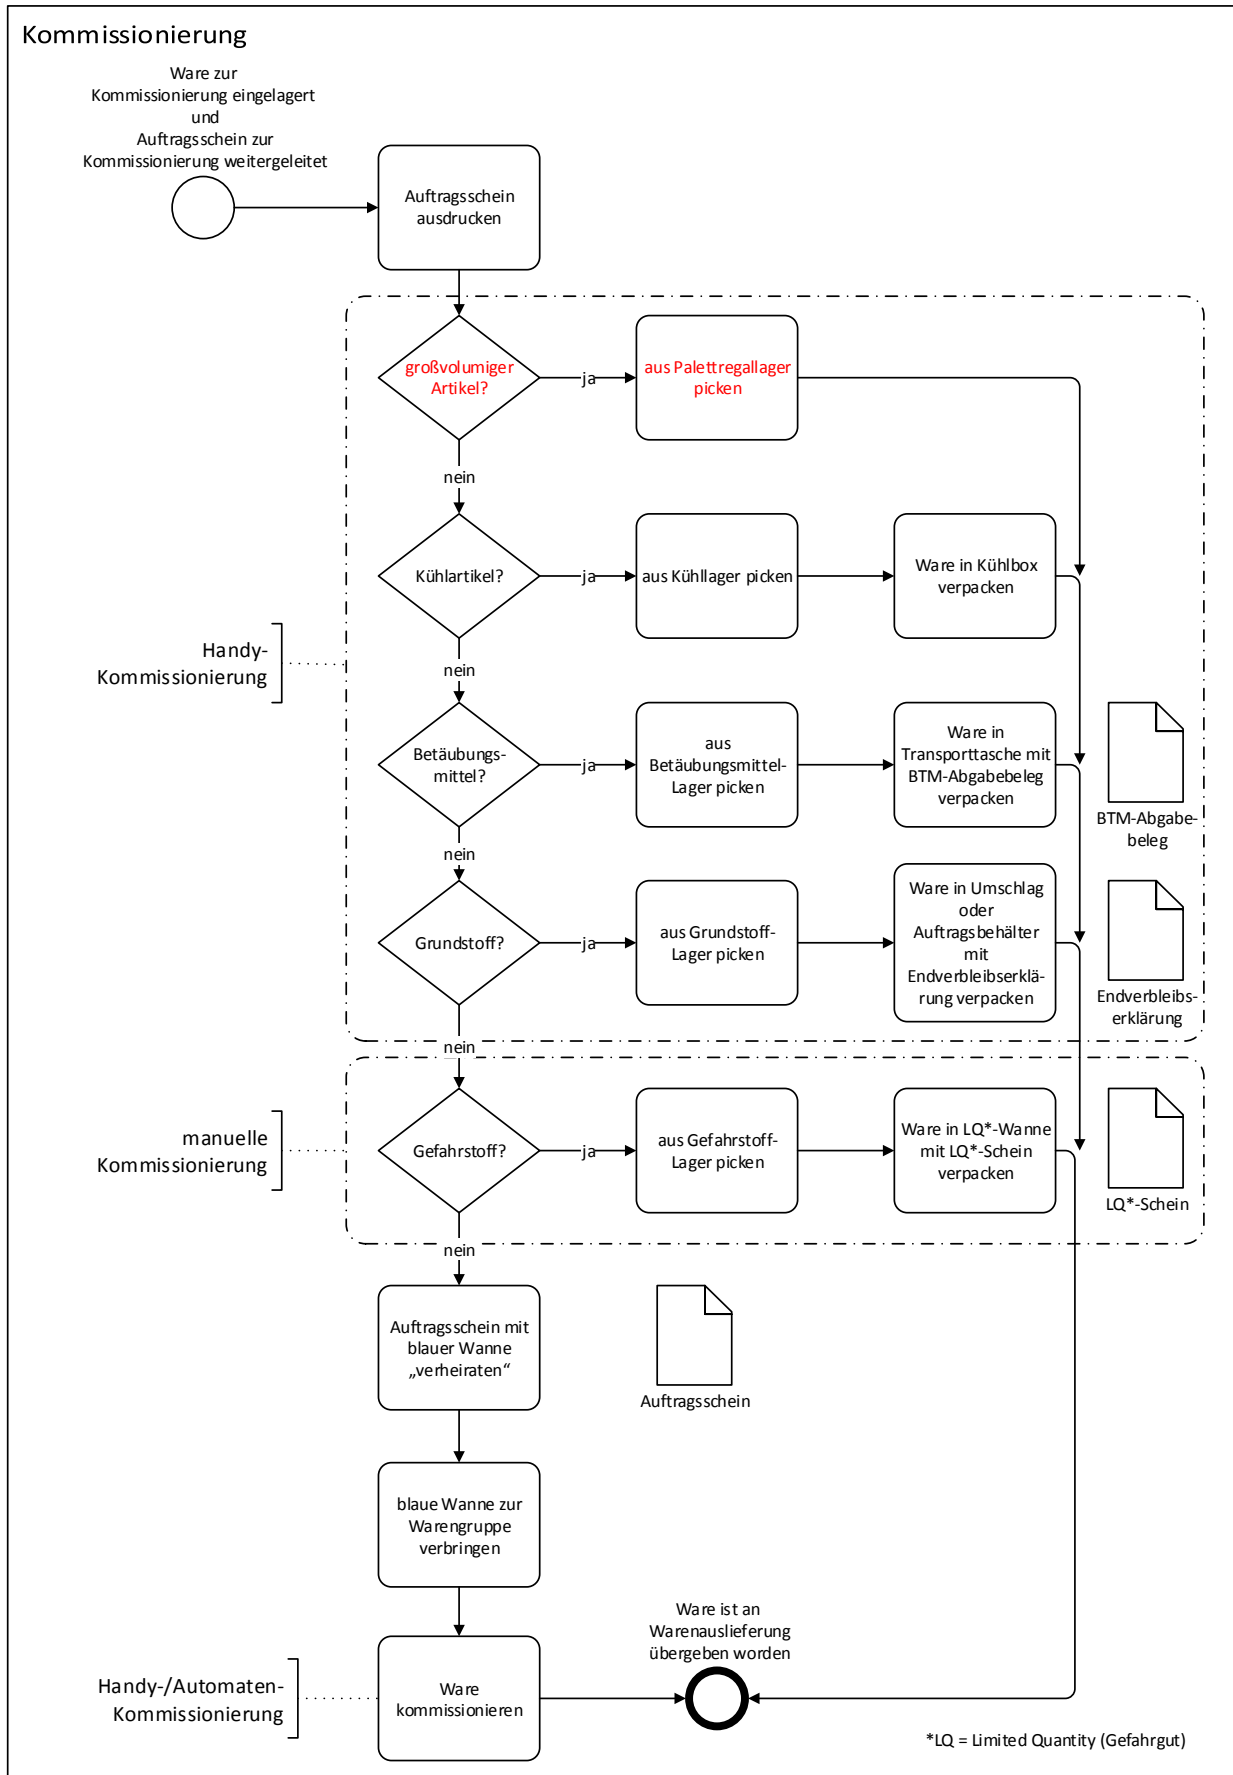 Kommissionierung
Ware zur
Kommissionierung eingelagert
und
Auftragsschein zur
Kommissionierung weitergeleitet
Auftragsschein
ausdrucken
großvolumiger
Artikel?
ja
aus Palettregallager
picken
nein
Kühlartikel?
ja
aus Kühllager picken
Ware in Kühlbox
verpacken
Handy-
Kommissionierung
nein
Betäubungs-
mittel?
ja
aus
Betäubungsmittel-
Lager picken
Ware in
Transporttasche mit
BTM-Abgabebeleg
verpacken
BTM-Abgabe-
beleg
nein
Grundstoff?
ja
aus Grundstoff-
Lager picken
Ware in Umschlag
oder
Auftragsbehälter
mit
Endverbleibserklä-
rung verpacken
Endverbleibs-
erklärung
nein
manuelle
Kommissionierung
Gefahrstoff?
ja
aus Gefahrstoff-
Lager picken
Ware in LQ*-Wanne
mit LQ*-Schein
verpacken
LQ*-Schein
nein
Auftragsschein mit
blauer Wanne
„verheiraten“
Auftragsschein
blaue Wanne zur
Warengruppe
verbringen
Handy-/Automaten-
Kommissionierung
Ware
kommissionieren
Ware ist an
Warenauslieferung
übergeben worden
*LQ = Limited Quantity (Gefahrgut)